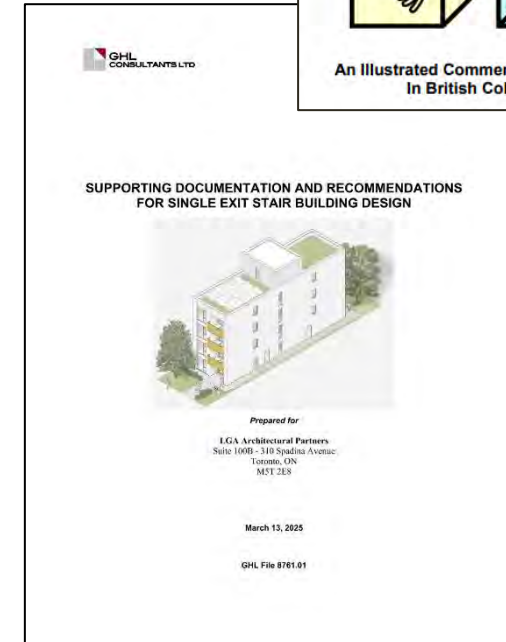 An Illustrated Commen
In British Col
GHL
CONSULTANTS LTD
SUPPORTING DOCUMENTATION AND RECOMMENDATIONS
FOR SINGLE EXIT STAIR BUILDING DESIGN
Prepared for
LGA Architectural Partners
Suite 100B - 310 Spadina Avenue
Toronto, ON
M5T 2E8
March 13, 2025
GHL File 8761.01